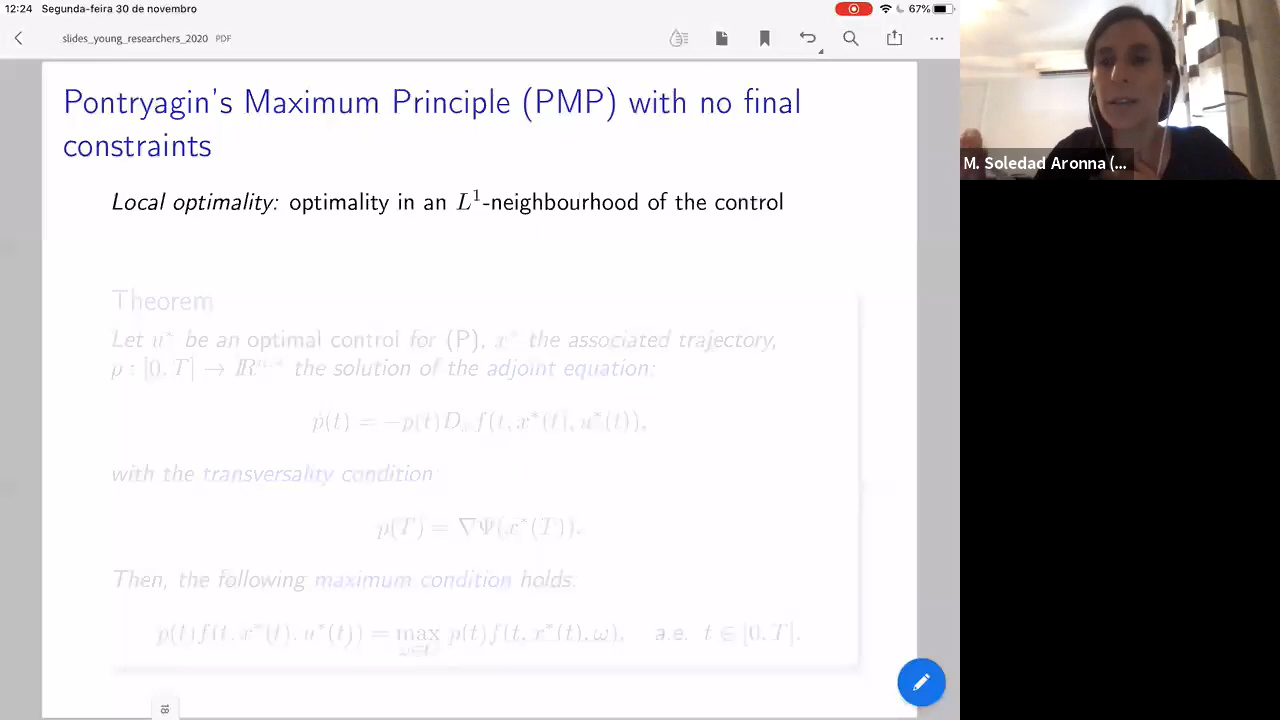 12:24 Segunda-feira 30 de novembro 67%
slides_young_researchers_2020 PDF
Pontryagin's Maximum Principle (PMP) with no final
constraints
Local optimality: optimality in an L¹-neighbourhood of the control
Theorem
Let u* be an optimal control for (P), x* the associated trajectory,
p : [0, T] → ℝⁿ,* the solution of the adjoint equation:
ṗ(t) = −p(t)Dₓf(t, x*(t), u*(t)),
with the transversality condition
p(T) = ∇Ψ(x*(T)).
Then, the following maximum condition holds:
p(t)f(t, x*(t), u*(t)) = max p(t)f(t, x*(t), ω), a.e. t ∈ [0, T].
ω∈U
18
M. Soledad Aronna (...